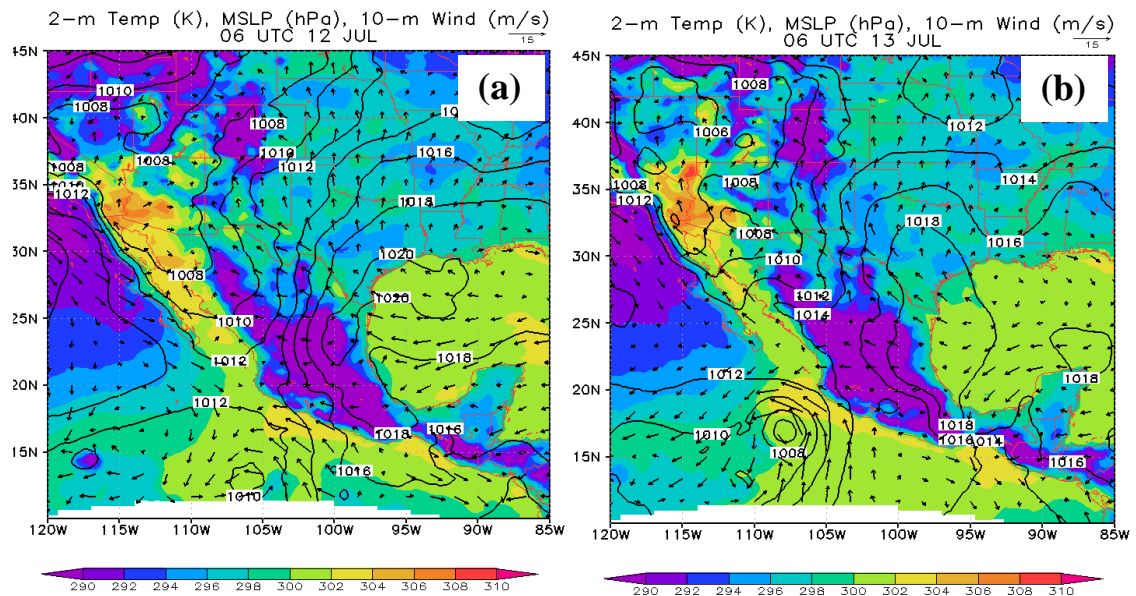 2-m Temp (K), MSLP (hPa), 10-m Wind (m/s)
06 UTC 12 JUL
15
(a)
45N
40N
35N
30N
25N
20N
15N
1010
1008
1008
1010
1016
1008
1012
1008
1018
1012
1020
1008
1020
1010
1018
1012
1012
1018
1016
1016
1010
120W 115W 110W 105W 100W 95W 90W 85W
290 292 294 296 298 300 302 304 306 308 310
2-m Temp (K), MSLP (hPa), 10-m Wind (m/s)
06 UTC 13 JUL
15
(b)
45N
40N
35N
30N
25N
20N
15N
1008
1012
1006
1008
1008
1014
1012
1018
1008
1016
1010
1012
1014
1012
1018
1010
1018
1016
1014
1008
1016
120W 115W 110W 105W 100W 95W 90W 85W
290 292 294 296 298 300 302 304 306 308 310